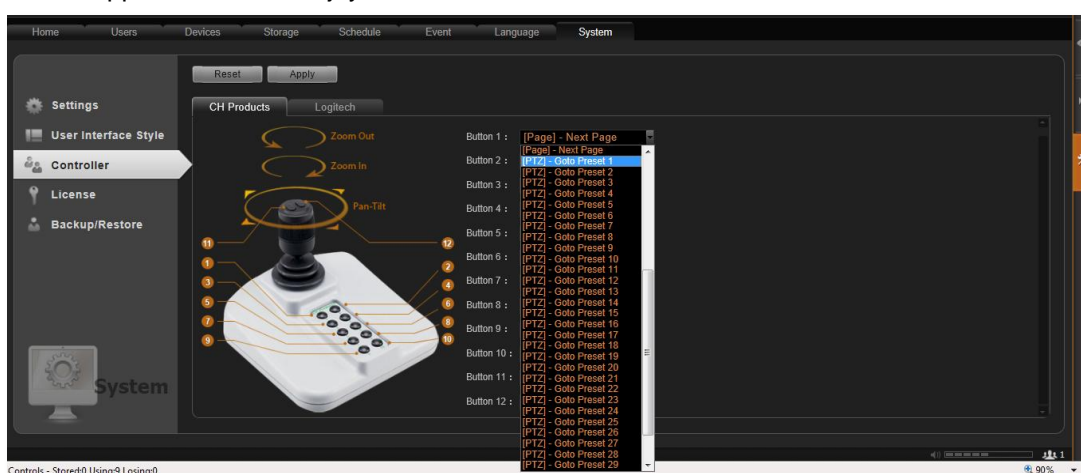 Home Users Devices Storage Schedule Event Language System
Reset Apply
CH Products Logitech
Settings
User Interface Style
Controller
License
Backup/Restore
System
Zoom Out
Zoom In
Pan-Tilt
11
1
3
5
7
9
12
2
4
6
8
10
Button 1 : [Page] - Next Page
Button 2 :
Button 3 :
Button 4 :
Button 5 :
Button 6 :
Button 7 :
Button 8 :
Button 9 :
Button 10 :
Button 11 :
Button 12 :
[Page] - Next Page
[PTZ] - Goto Preset 1
[PTZ] - Goto Preset 2
[PTZ] - Goto Preset 3
[PTZ] - Goto Preset 4
[PTZ] - Goto Preset 5
[PTZ] - Goto Preset 6
[PTZ] - Goto Preset 7
[PTZ] - Goto Preset 8
[PTZ] - Goto Preset 9
[PTZ] - Goto Preset 10
[PTZ] - Goto Preset 11
[PTZ] - Goto Preset 12
[PTZ] - Goto Preset 13
[PTZ] - Goto Preset 14
[PTZ] - Goto Preset 15
[PTZ] - Goto Preset 16
[PTZ] - Goto Preset 17
[PTZ] - Goto Preset 18
[PTZ] - Goto Preset 19
[PTZ] - Goto Preset 20
[PTZ] - Goto Preset 21
[PTZ] - Goto Preset 22
[PTZ] - Goto Preset 23
[PTZ] - Goto Preset 24
[PTZ] - Goto Preset 25
[PTZ] - Goto Preset 26
[PTZ] - Goto Preset 27
[PTZ] - Goto Preset 28
[PTZ] - Goto Preset 29
1
Controls - Stored:0 Using:9 Losing:0
90%